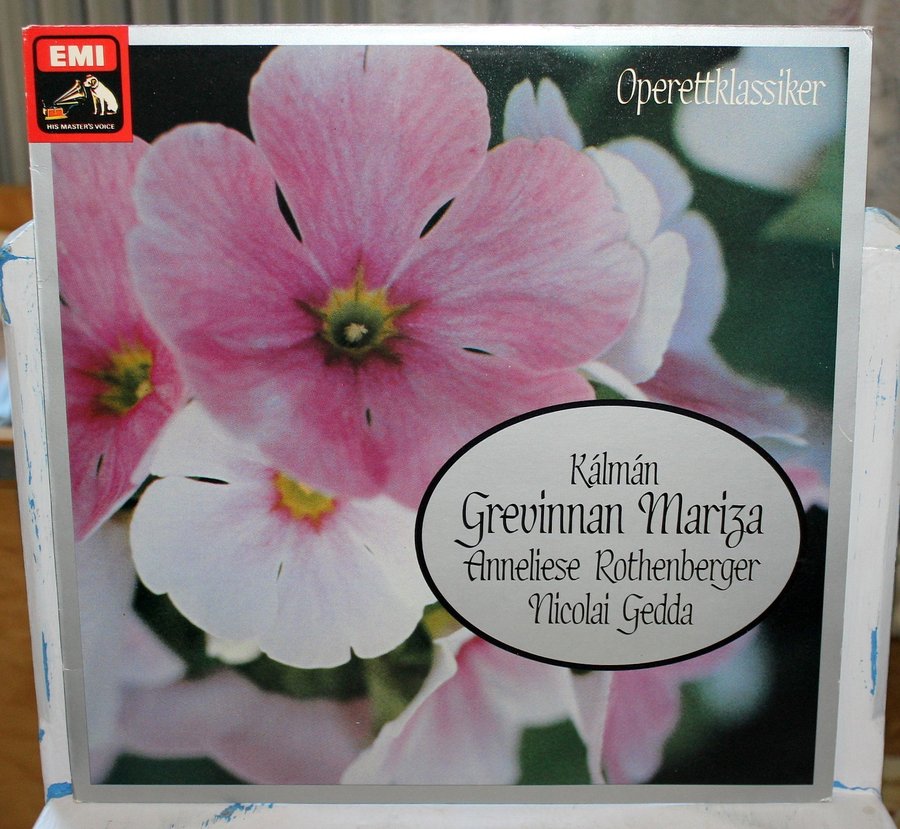 EMI
HIS MASTER'S VOICE
Operettklassiker
Kálmán
Grevinnan Mariza
Anneliese Rothenberger
Nicolai Gedda